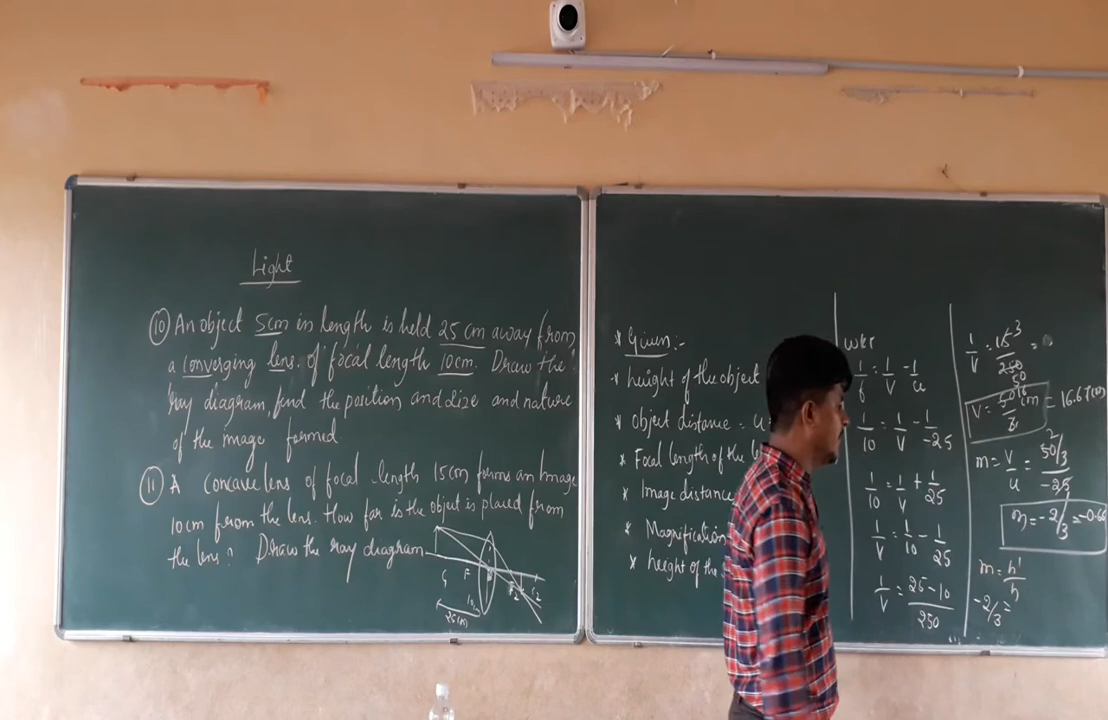 Light
(10) An object 5cm in length is held 25 cm away from
a converging lens of focal length 10cm. Draw the
ray diagram, find the position and size and nature
of the image formed
(11) A concave lens of focal length 15cm forms an Image
10cm from the lens. How far is the object is placed from
the lens? Draw the ray diagram
F
25cm
* Given:-
* height of the object
* Object distance = u =
* Focal length of the
* Image distance
* Magnification
* height of the
wkt
1/f = 1/v - 1/u
1/10 = 1/v - 1/-25
1/10 = 1/v + 1/25
1/v = 1/10 - 1/25
1/v = 25-10/250
1/v = 15 3/250 50 =
V = 50/3 cm = 16.67cm
m = v/u = 50 2/3/-25
m = -2/3 = -0.66
m = h'/h
-2/3 =